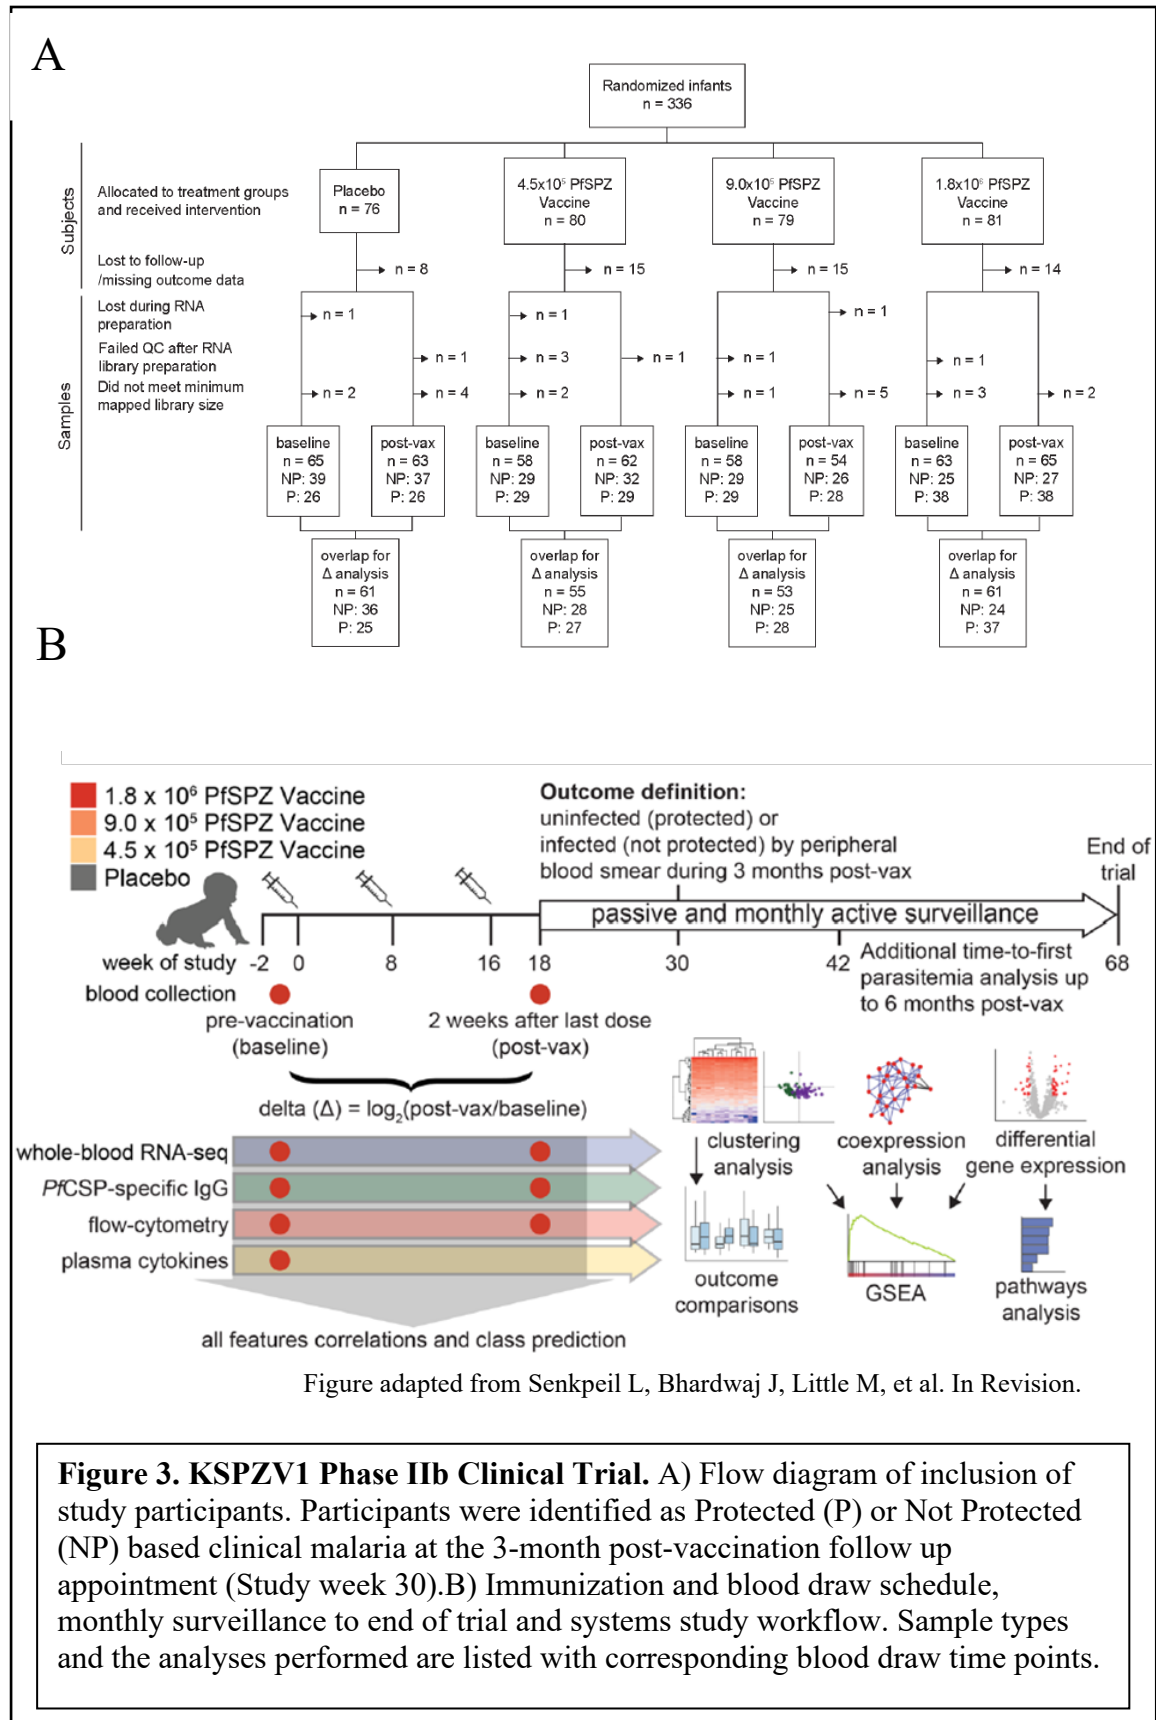 A
Randomized infants
n = 336
Subjects
Allocated to treatment groups
and received intervention
Placebo
n = 76
4.5x10⁵ PfSPZ
Vaccine
n = 80
9.0x10⁵ PfSPZ
Vaccine
n = 79
1.8x10⁶ PfSPZ
Vaccine
n = 81
Lost to follow-up
/missing outcome data
n = 8
n = 15
n = 15
n = 14
Samples
Lost during RNA
preparation
n = 1
n = 1
n = 1
Failed QC after RNA
library preparation
n = 1
n = 3
n = 1
n = 1
n = 1
Did not meet minimum
mapped library size
n = 2
n = 4
n = 2
n = 1
n = 5
n = 3
n = 2
baseline
n = 65
NP: 39
P: 26
post-vax
n = 63
NP: 37
P: 26
baseline
n = 58
NP: 29
P: 29
post-vax
n = 62
NP: 32
P: 29
baseline
n = 58
NP: 29
P: 29
post-vax
n = 54
NP: 26
P: 28
baseline
n = 63
NP: 25
P: 38
post-vax
n = 65
NP: 27
P: 38
overlap for
Δ analysis
n = 61
NP: 36
P: 25
overlap for
Δ analysis
n = 55
NP: 28
P: 27
overlap for
Δ analysis
n = 53
NP: 25
P: 28
overlap for
Δ analysis
n = 61
NP: 24
P: 37
B
1.8 x 10⁶ PfSPZ Vaccine
9.0 x 10⁵ PfSPZ Vaccine
4.5 x 10⁵ PfSPZ Vaccine
Placebo
Outcome definition:
uninfected (protected) or
infected (not protected) by peripheral
blood smear during 3 months post-vax
End of
trial
passive and monthly active surveillance
week of study -2 0 8 16 18 30 42 68
Additional time-to-first
parasitemia analysis up
to 6 months post-vax
blood collection
pre-vaccination
(baseline)
2 weeks after last dose
(post-vax)
delta (Δ) = log₂(post-vax/baseline)
whole-blood RNA-seq
PfCSP-specific IgG
flow-cytometry
plasma cytokines
all features correlations and class prediction
clustering
analysis
coexpression
analysis
differential
gene expression
outcome
comparisons
GSEA
pathways
analysis
Figure adapted from Senkpeil L, Bhardwaj J, Little M, et al. In Revision.
Figure 3. KSPZV1 Phase IIb Clinical Trial. A) Flow diagram of inclusion of
study participants. Participants were identified as Protected (P) or Not Protected
(NP) based clinical malaria at the 3-month post-vaccination follow up
appointment (Study week 30).B) Immunization and blood draw schedule,
monthly surveillance to end of trial and systems study workflow. Sample types
and the analyses performed are listed with corresponding blood draw time points.